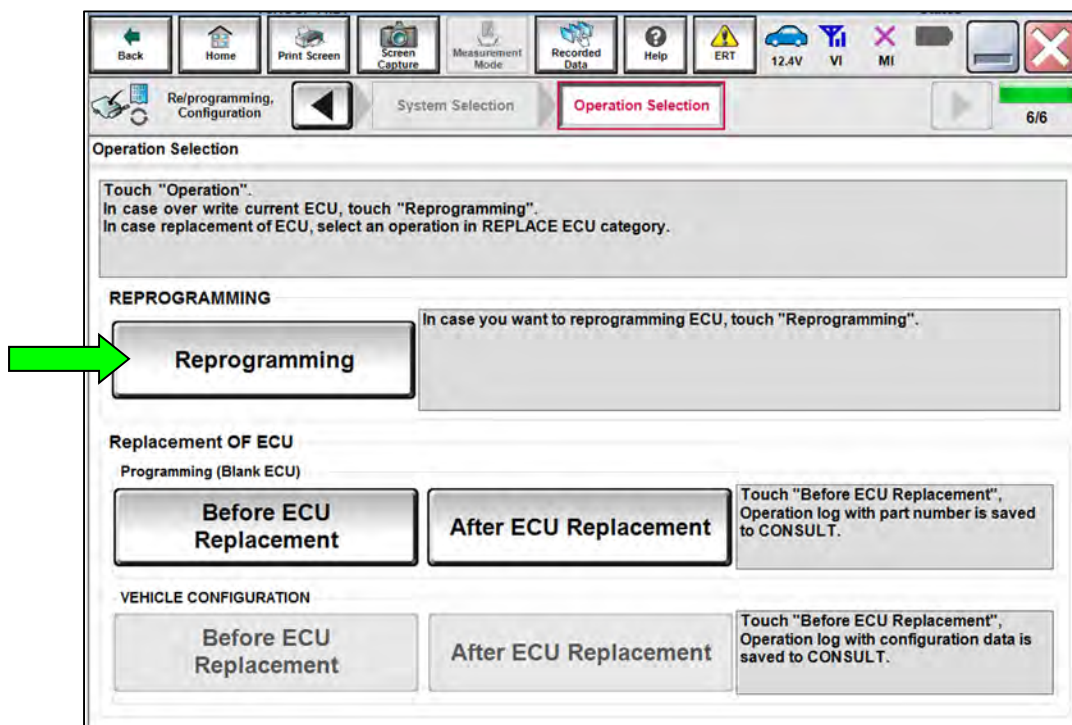 Back
Home
Print Screen
Screen
Capture
Measurement
Mode
Recorded
Data
Help
ERT
12.4V
VI
MI
Re/programming,
Configuration
System Selection
Operation Selection
6/6
Operation Selection
Touch "Operation".
In case over write current ECU, touch "Reprogramming".
In case replacement of ECU, select an operation in REPLACE ECU category.
REPROGRAMMING
Reprogramming
In case you want to reprogramming ECU, touch "Reprogramming".
Replacement OF ECU
Programming (Blank ECU)
Before ECU
Replacement
After ECU Replacement
Touch "Before ECU Replacement",
Operation log with part number is saved
to CONSULT.
VEHICLE CONFIGURATION
Before ECU
Replacement
After ECU Replacement
Touch "Before ECU Replacement",
Operation log with configuration data is
saved to CONSULT.